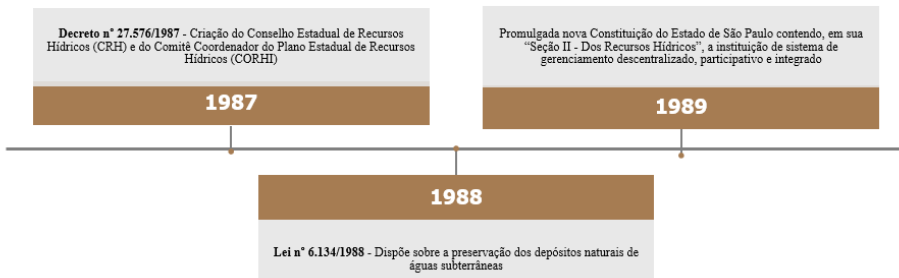 Decreto n° 27.576/1987 - Criação do Conselho Estadual de Recursos
Hídricos (CRH) e do Comitê Coordenador do Plano Estadual de Recursos
Hídricos (CORHI)
1987
Promulgada nova Constituição do Estado de São Paulo contendo, em sua
“Seção II - Dos Recursos Hídricos”, a instituição de sistema de
gerenciamento descentralizado, participativo e integrado
1989
1988
Lei n° 6.134/1988 - Dispõe sobre a preservação dos depósitos naturais de
águas subterrâneas